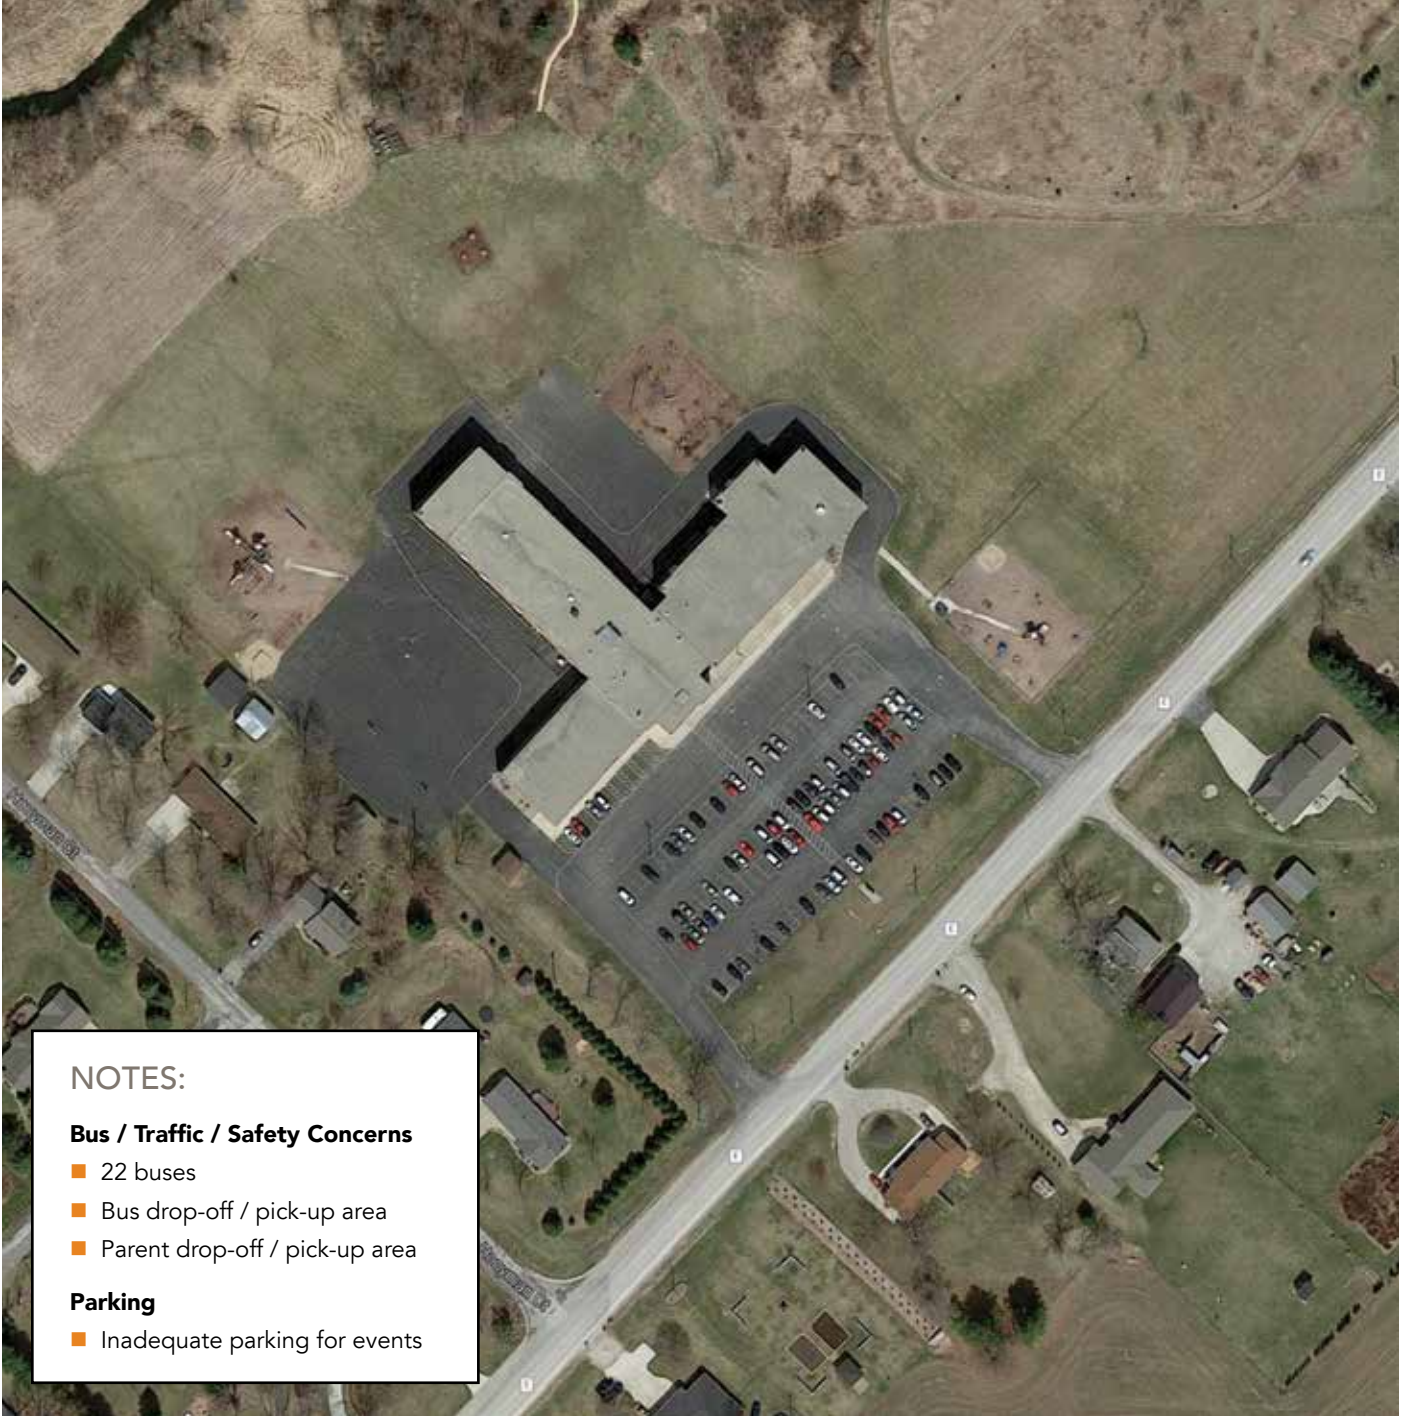 NOTES:
Bus / Traffic / Safety Concerns
■ 22 buses
■ Bus drop-off / pick-up area
■ Parent drop-off / pick-up area
Parking
■ Inadequate parking for events